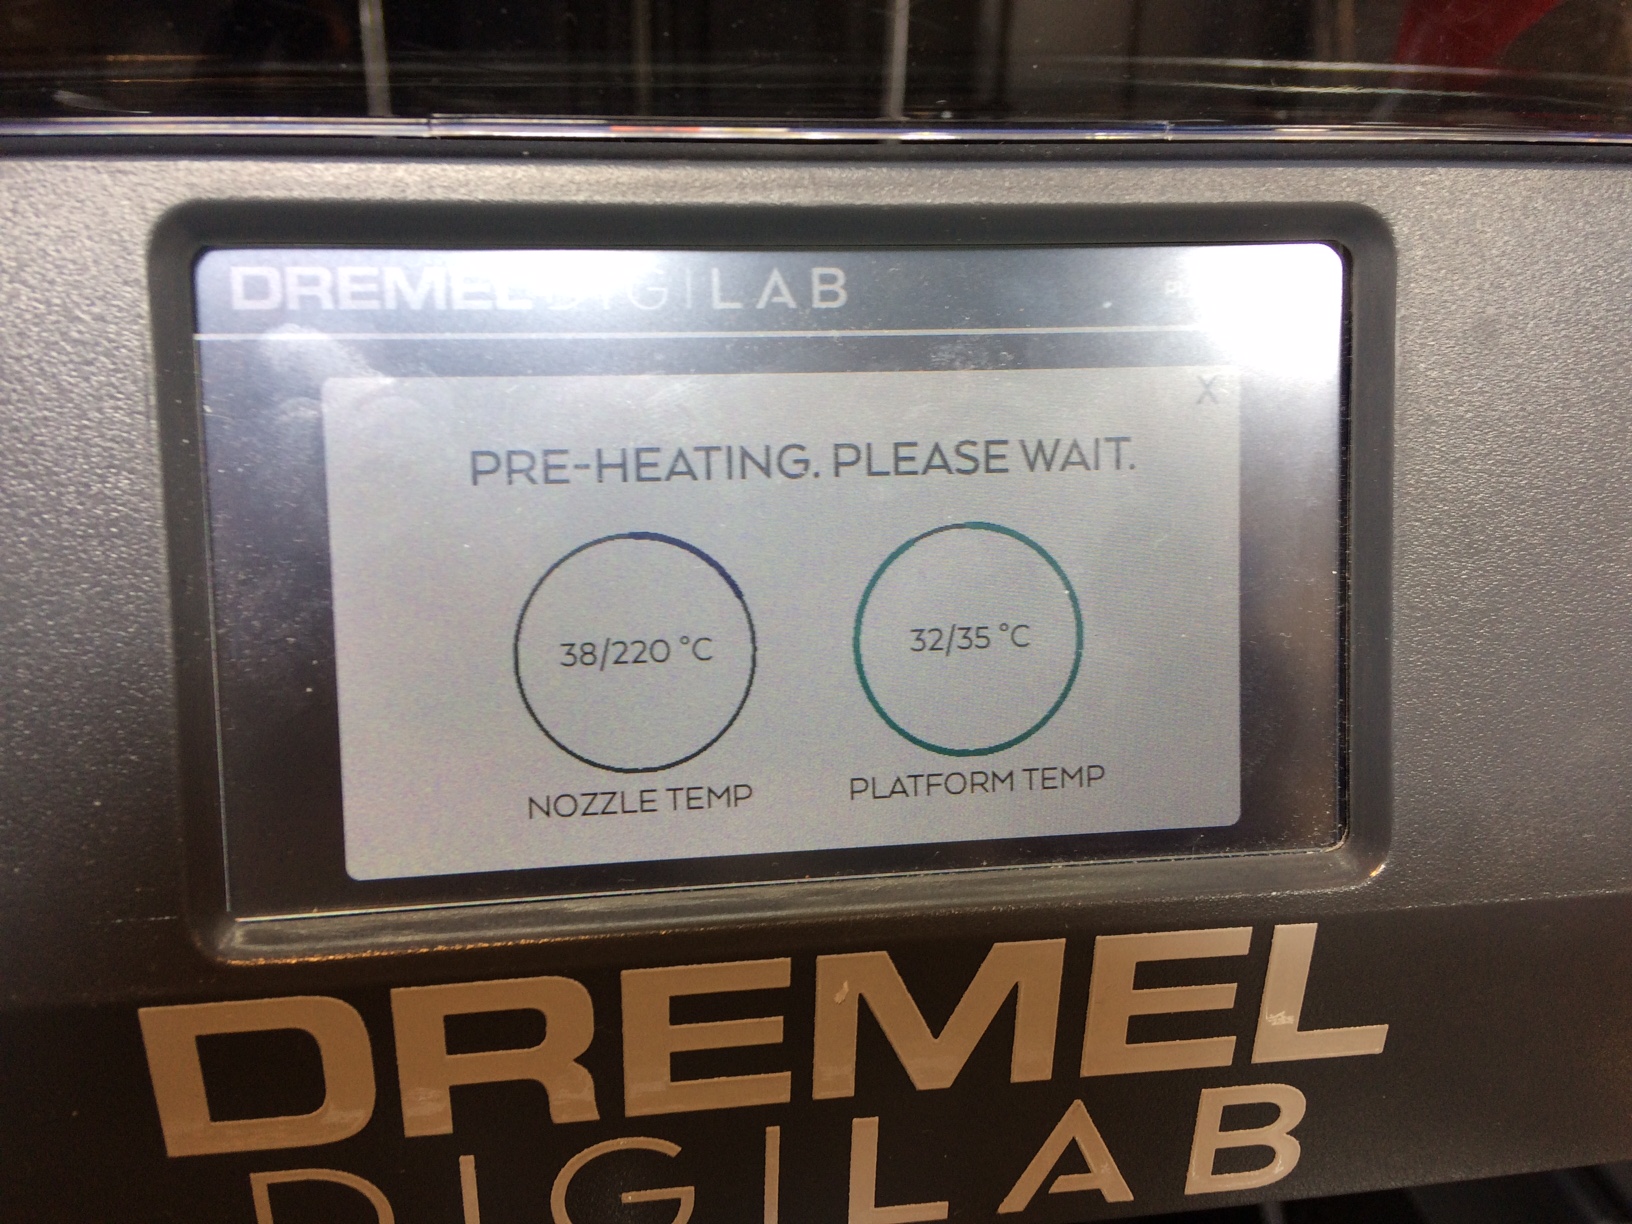 DREMEL DIGILAB
X
PRE-HEATING. PLEASE WAIT.
38/220 °C
32/35 °C
NOZZLE TEMP
PLATFORM TEMP
DREMEL
DIGILAB